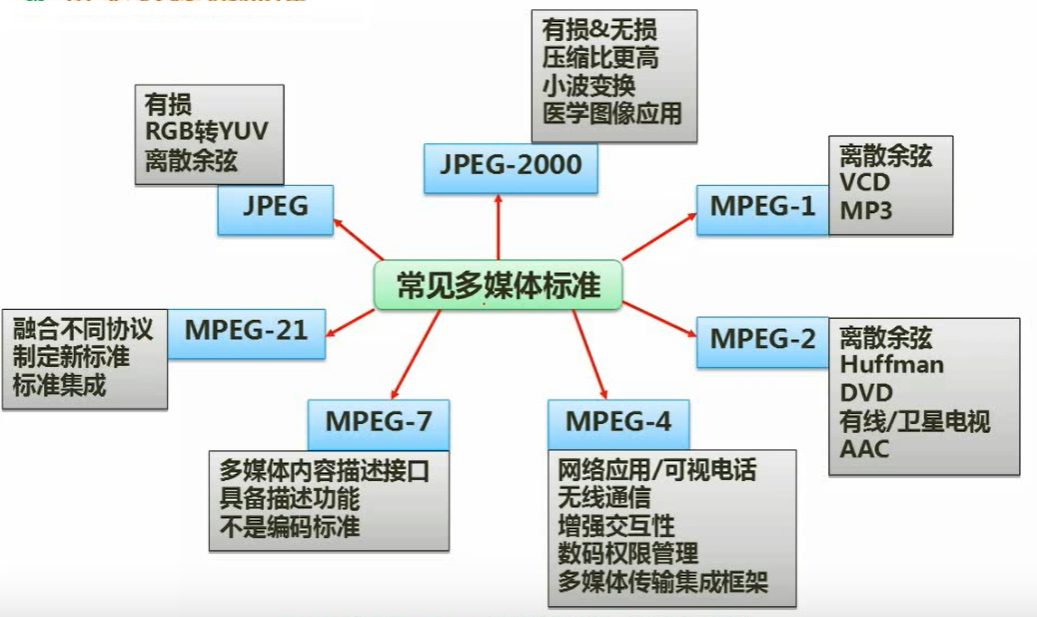 有损&无损
压缩比更高
小波变换
医学图像应用
JPEG-2000
有损
RGB转YUV
离散余弦
JPEG
离散余弦
VCD
MP3
MPEG-1
常见多媒体标准
融合不同协议
制定新标准
标准集成
MPEG-21
MPEG-2
离散余弦
Huffman
DVD
有线/卫星电视
AAC
MPEG-7
多媒体内容描述接口
具备描述功能
不是编码标准
MPEG-4
网络应用/可视电话
无线通信
增强交互性
数码权限管理
多媒体传输集成框架